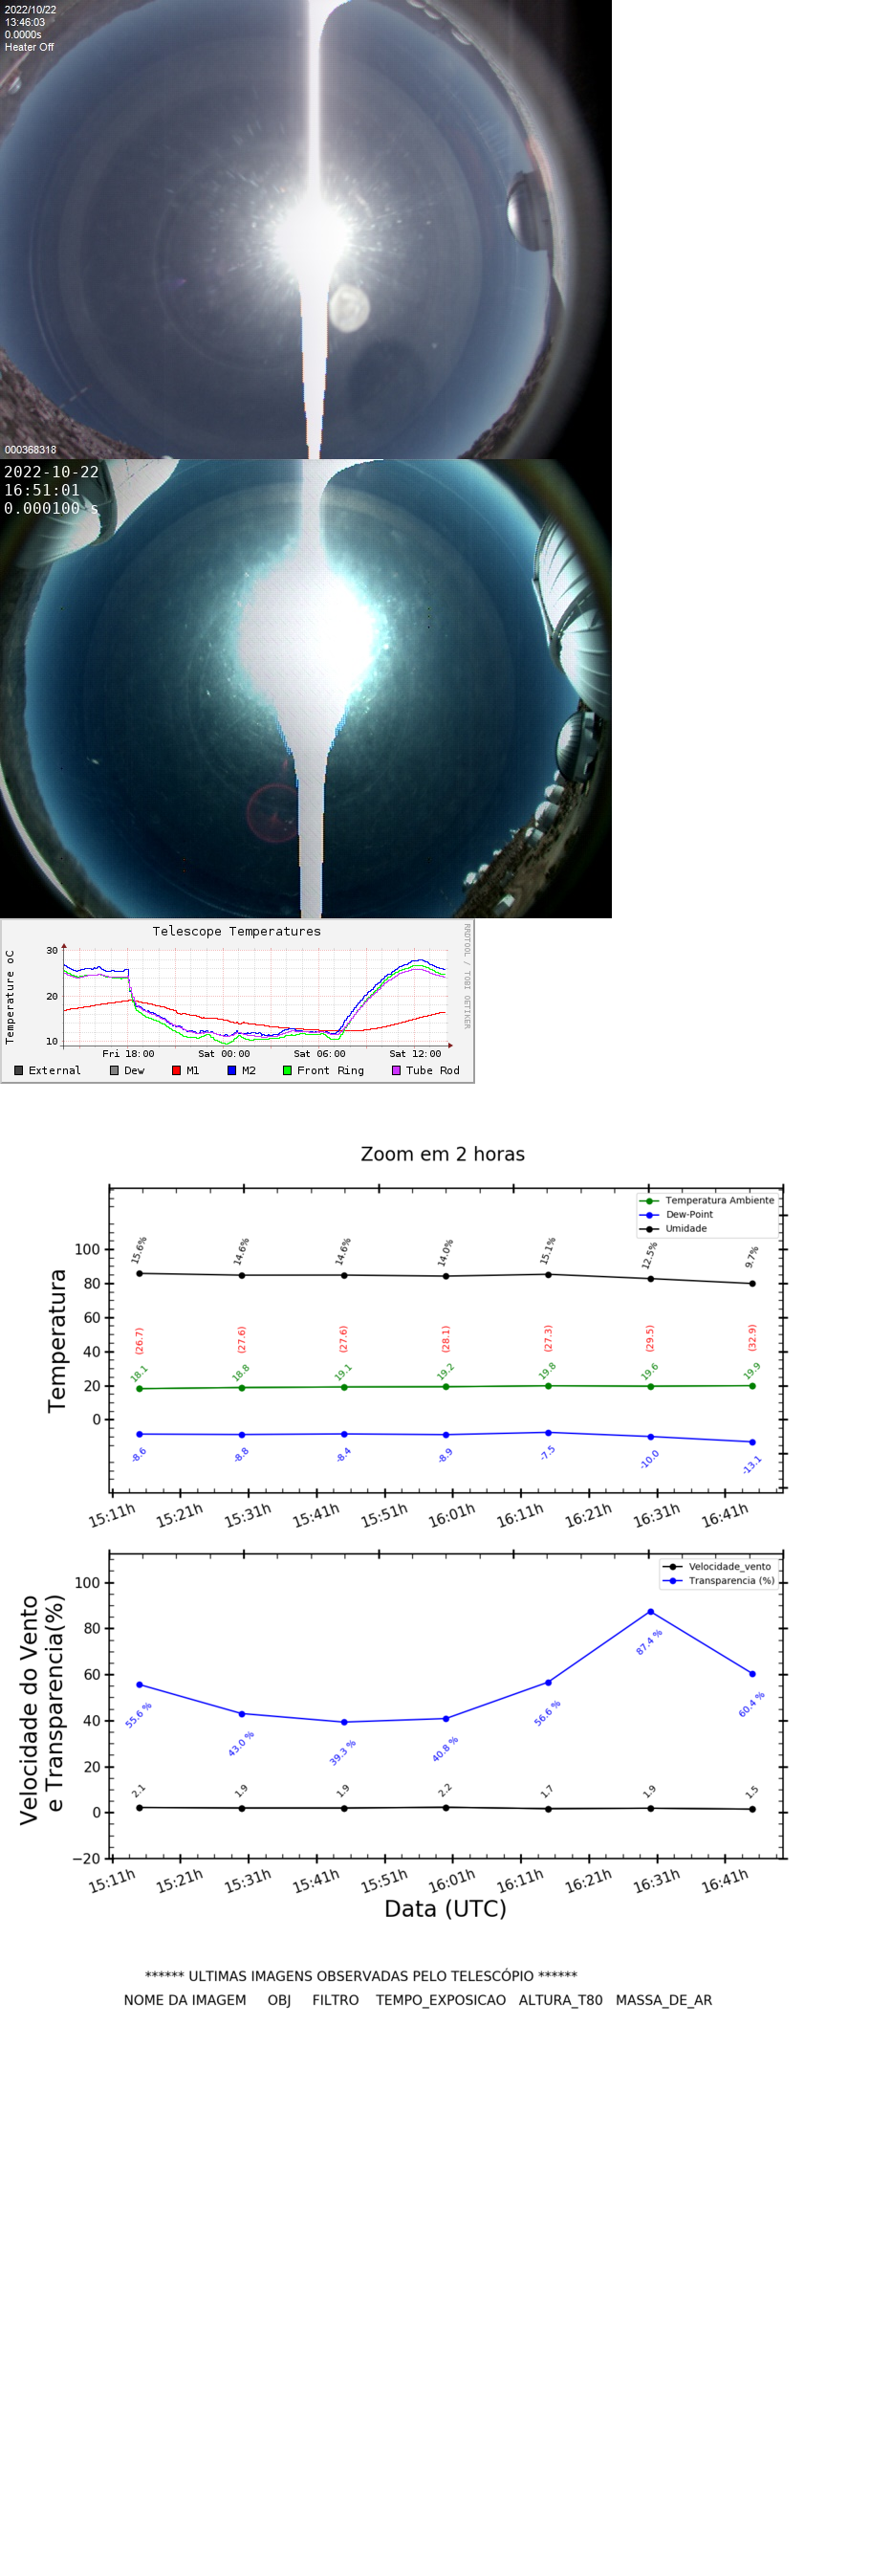 2022/10/22
13:46:03
0.0000s
Heater Off
000368318
2022-10-22
16:51:01
0.000100 s
Telescope Temperatures
RRDTOOL / TOBI OETIKER
Temperature oC
30
20
10
Fri 18:00 Sat 00:00 Sat 06:00 Sat 12:00
External Dew M1 M2 Front Ring Tube Rod
Zoom em 2 horas
Temperatura Ambiente
Dew-Point
Umidade
Temperatura
100
80
60
40
20
0
15.6% 14.6% 14.6% 14.0% 15.1% 12.5% 9.7%
(26.7) (27.6) (27.6) (28.1) (27.3) (29.5) (32.9)
18.1 18.8 19.1 19.2 19.8 19.6 19.9
-8.6 -8.8 -8.4 -8.9 -7.5 -10.0 -13.1
15:11h 15:21h 15:31h 15:41h 15:51h 16:01h 16:11h 16:21h 16:31h 16:41h
Velocidade_vento
Transparencia (%)
Velocidade do Vento
e Transparencia(%)
100
80
60
40
20
0
−20
55.6 % 43.0 % 39.3 % 40.8 % 56.6 % 87.4 % 60.4 %
2.1 1.9 1.9 2.2 1.7 1.9 1.5
15:11h 15:21h 15:31h 15:41h 15:51h 16:01h 16:11h 16:21h 16:31h 16:41h
Data (UTC)
****** ULTIMAS IMAGENS OBSERVADAS PELO TELESCÓPIO ******
NOME DA IMAGEM OBJ FILTRO TEMPO_EXPOSICAO ALTURA_T80 MASSA_DE_AR